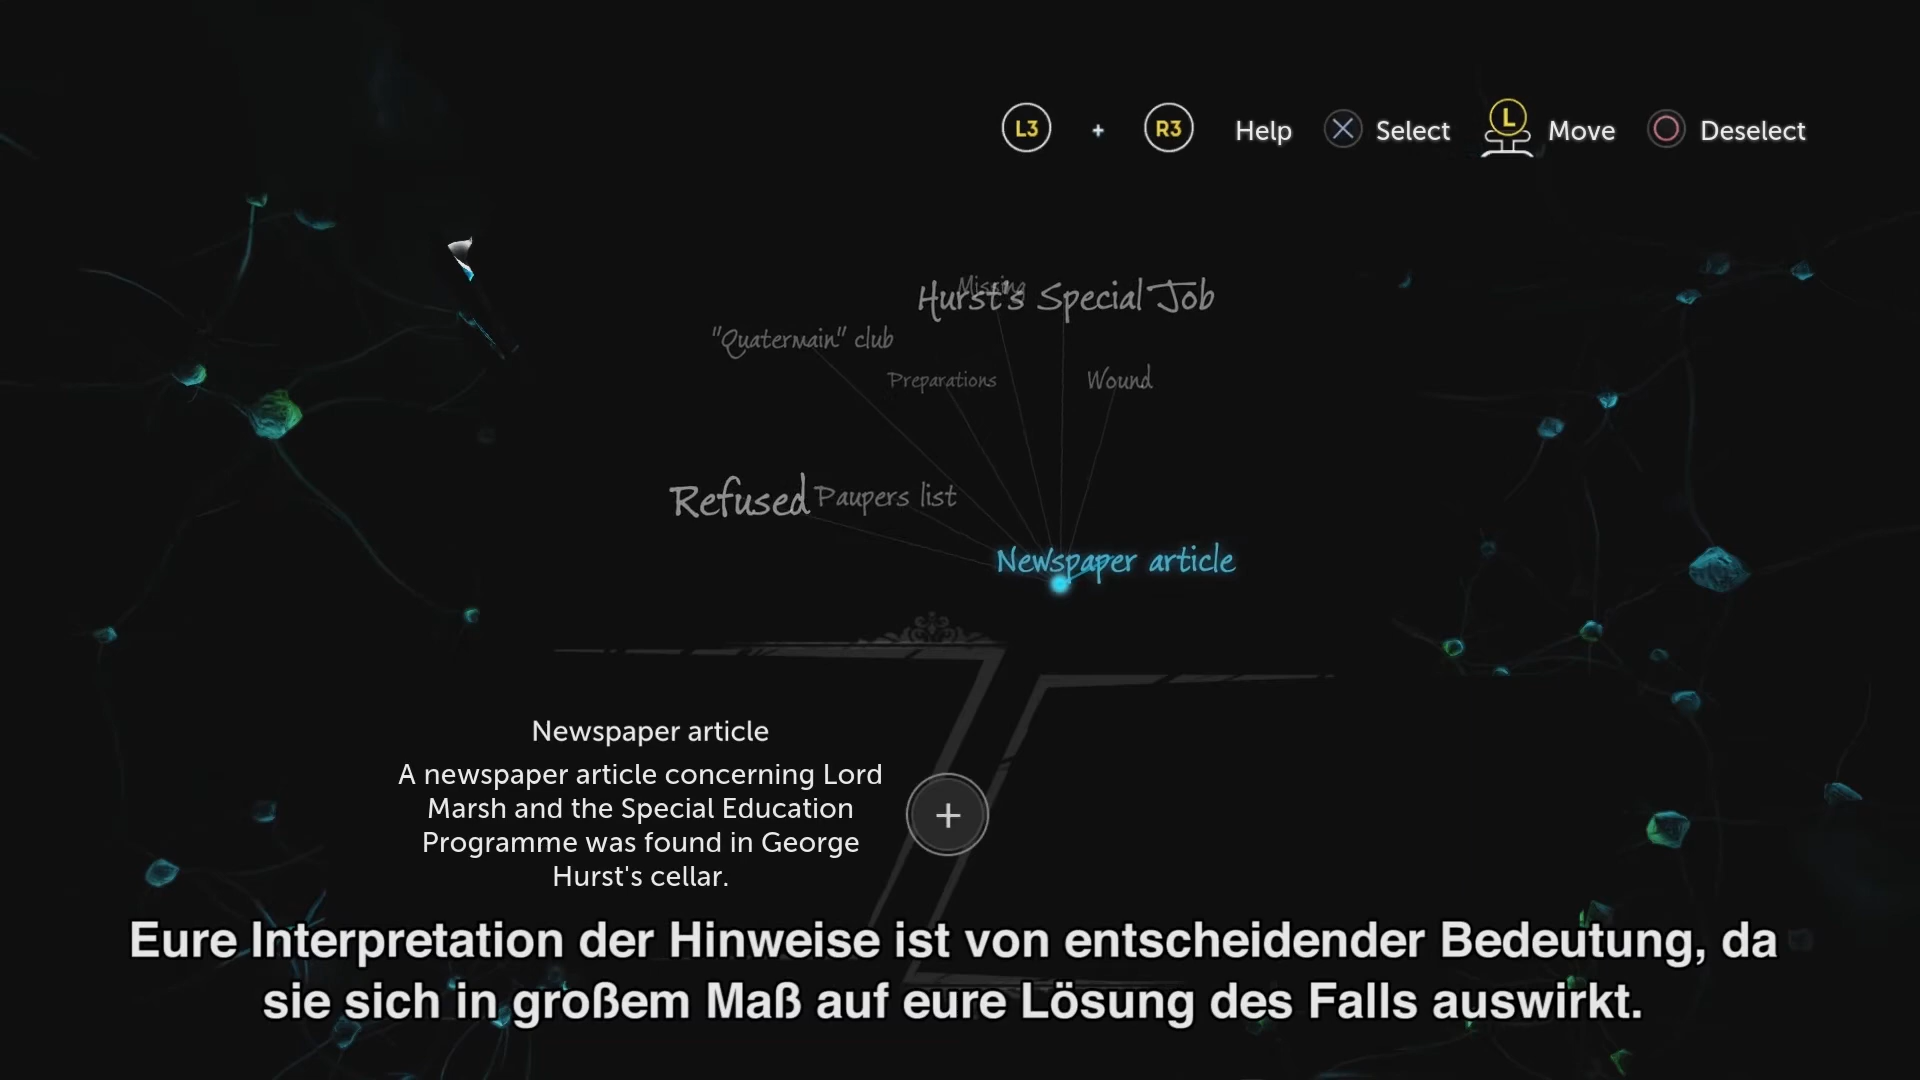 L3 + R3 Help Select L Move Deselect
Missing
Hurst's Special Job
"Quatermain" club
Preparations
Wound
Refused
Paupers list
Newspaper article
Newspaper article
A newspaper article concerning Lord
Marsh and the Special Education
Programme was found in George
Hurst's cellar.
+
Eure Interpretation der Hinweise ist von entscheidender Bedeutung, da
sie sich in großem Maß auf eure Lösung des Falls auswirkt.